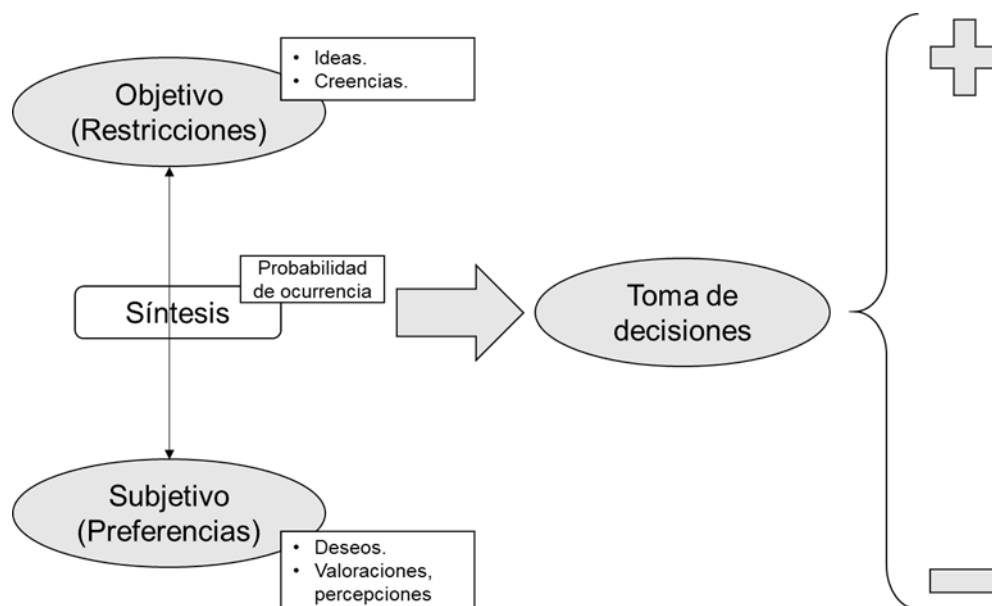 • Ideas.
• Creencias.
Objetivo
(Restricciones)
Probabilidad
de ocurrencia
Síntesis
Toma de
decisiones
Subjetivo
(Preferencias)
• Deseos.
• Valoraciones,
percepciones